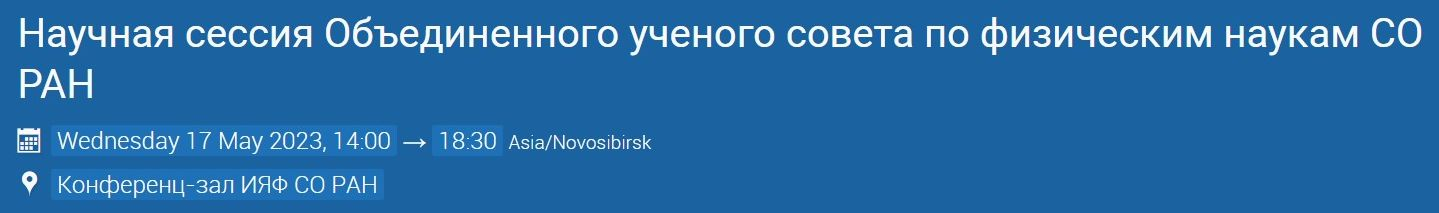 Научная сессия Объединенного ученого совета по физическим наукам СО
РАН
Wednesday 17 May 2023, 14:00 → 18:30 Asia/Novosibirsk
Конференц-зал ИЯФ СО РАН